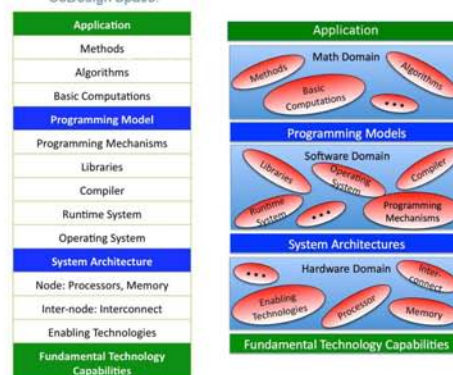 Application
Methods
Algorithms
Basic Computations
Programming Model
Programming Mechanisms
Libraries
Compiler
Runtime System
Operating System
System Architecture
Node: Processors, Memory
Inter-node: Interconnect
Enabling Technologies
Fundamental Technology
Capabilities
Application
Math Domain
Methods
Algorithms
Basic
Computations
•••
Programming Models
Software Domain
Libraries
Operating
System
Compiler
Runtime
System
•••
Programming
Mechanisms
System Architectures
Hardware Domain
•••
Inter-
connect
Enabling
Technologies
Processor
Memory
Fundamental Technology Capabilities